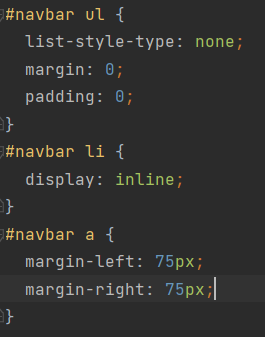 #navbar ul {
list-style-type: none;
margin: 0;
padding: 0;
}
#navbar li {
display: inline;
}
#navbar a {
margin-left: 75px;
margin-right: 75px;
}